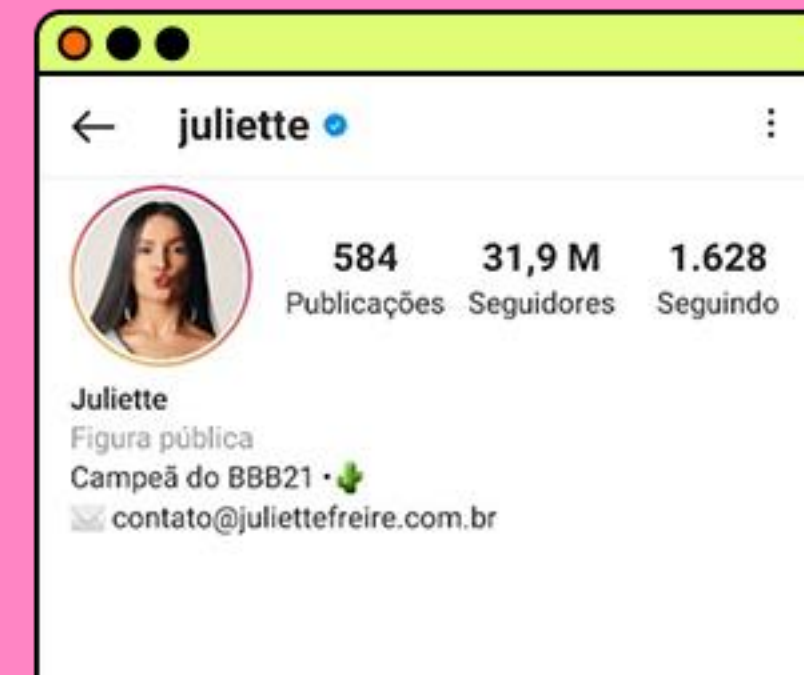 juliette
584 31,9 M 1.628
Publicações Seguidores Seguindo
Juliette
Figura pública
Campeã do BBB21 •🌵
✉️ contato@juliettefreire.com.br